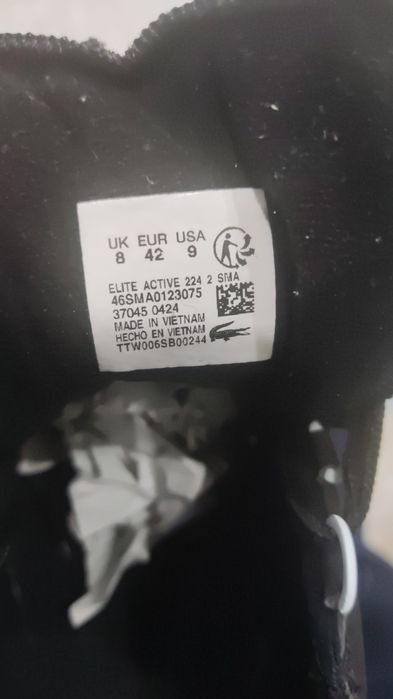 UK EUR USA
8 42 9
ELITE ACTIVE 224 2 SMA
46SMA0123075
37045 0424
MADE IN VIETNAM
HECHO EN VIETNAM
TTW006SB00244